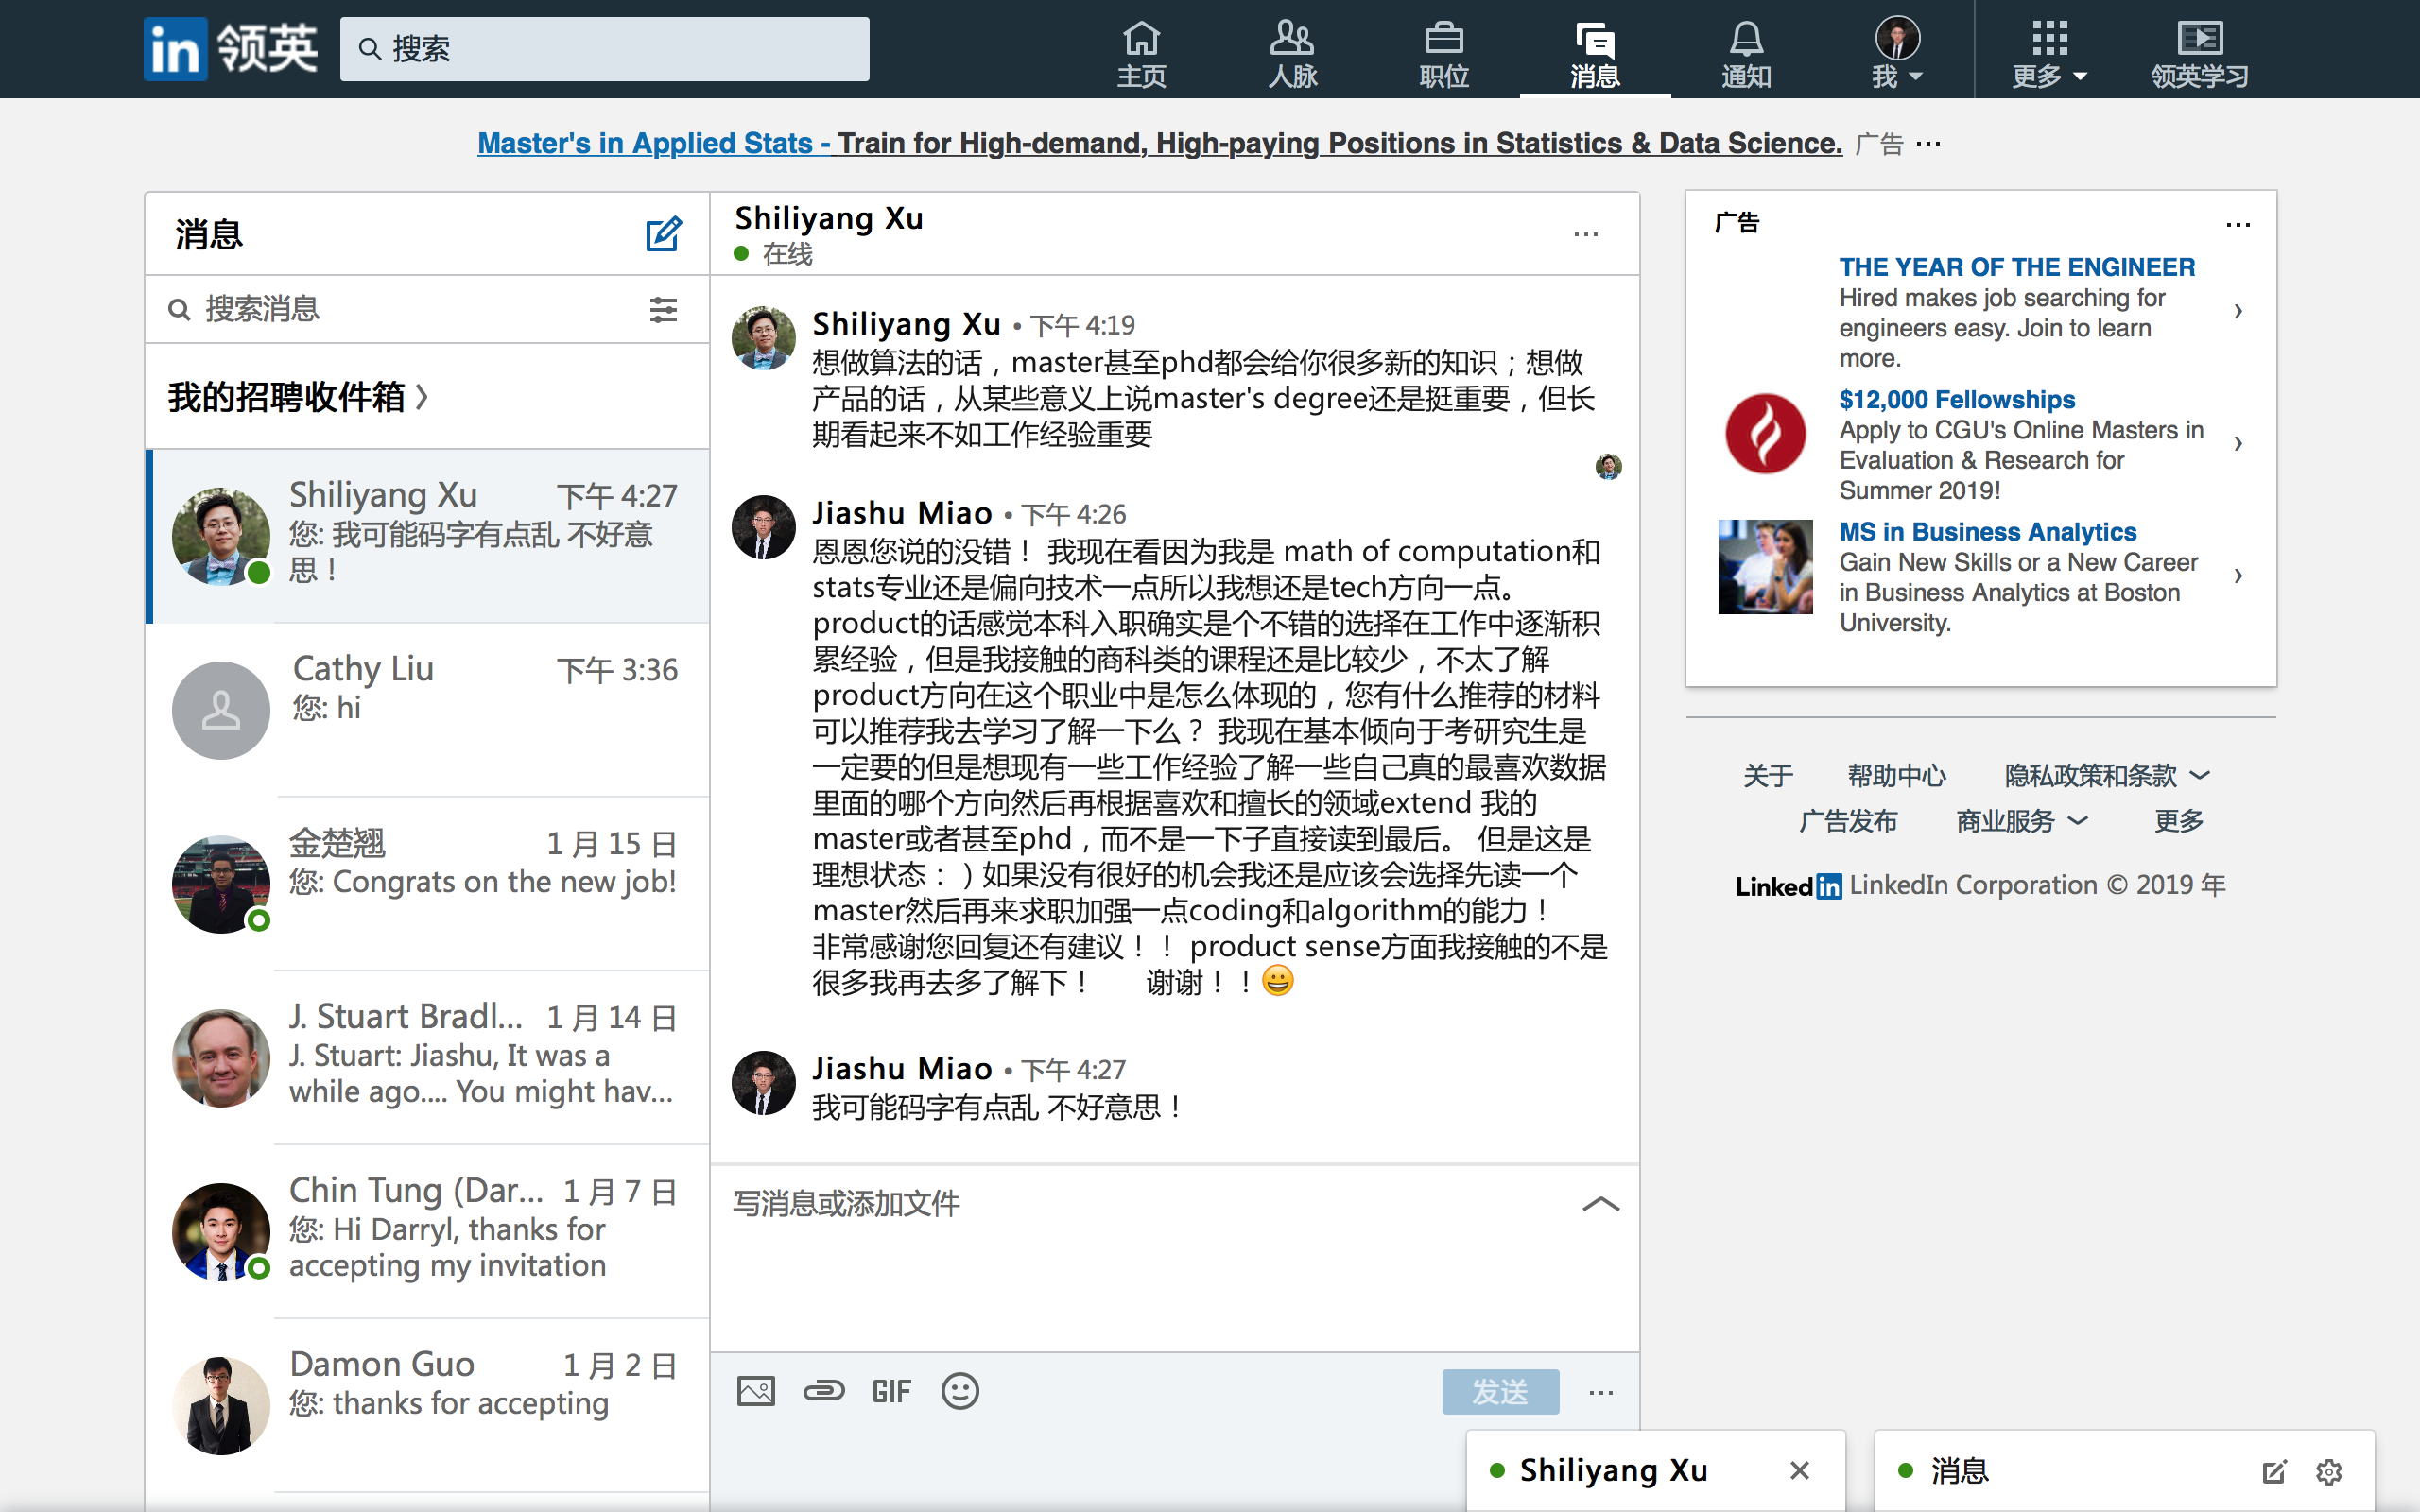 in 领英
搜索
主页
人脉
职位
消息
通知
我
更多
领英学习
Master's in Applied Stats - Train for High-demand, High-paying Positions in Statistics & Data Science. 广告 ...
消息
搜索消息
我的招聘收件箱
Shiliyang Xu 下午 4:27
您: 我可能码字有点乱 不好意
思！
Cathy Liu 下午 3:36
您: hi
金楚翘 1 月 15 日
您: Congrats on the new job!
J. Stuart Bradl... 1 月 14 日
J. Stuart: Jiashu, It was a
while ago.... You might hav...
Chin Tung (Dar... 1 月 7 日
您: Hi Darryl, thanks for
accepting my invitation
Damon Guo 1 月 2 日
您: thanks for accepting
Shiliyang Xu
在线
Shiliyang Xu • 下午 4:19
想做算法的话，master甚至phd都会给你很多新的知识；想做
产品的话，从某些意义上说master's degree还是挺重要，但长
期看起来不如工作经验重要
Jiashu Miao • 下午 4:26
恩恩您说的没错！ 我现在看因为我是 math of computation和
stats专业还是偏向技术一点所以我想还是tech方向一点。
product的话感觉本科入职确实是个不错的选择在工作中逐渐积
累经验，但是我接触的商科类的课程还是比较少，不太了解
product方向在这个职业中是怎么体现的，您有什么推荐的材料
可以推荐我去学习了解一下么？ 我现在基本倾向于考研究生是
一定要的但是想现有一些工作经验了解一些自己真的最喜欢数据
里面的哪个方向然后再根据喜欢和擅长的领域extend 我的
master或者甚至phd，而不是一下子直接读到最后。 但是这是
理想状态：）如果没有很好的机会我还是应该会选择先读一个
master然后再来求职加强一点coding和algorithm的能力！
非常感谢您回复还有建议！！ product sense方面我接触的不是
很多我再去多了解下！ 谢谢！！😀
Jiashu Miao • 下午 4:27
我可能码字有点乱 不好意思！
写消息或添加文件
GIF
发送
广告
THE YEAR OF THE ENGINEER
Hired makes job searching for
engineers easy. Join to learn
more.
$12,000 Fellowships
Apply to CGU's Online Masters in
Evaluation & Research for
Summer 2019!
MS in Business Analytics
Gain New Skills or a New Career
in Business Analytics at Boston
University.
关于 帮助中心 隐私政策和条款
广告发布 商业服务 更多
Linked in LinkedIn Corporation © 2019 年
Shiliyang Xu
消息